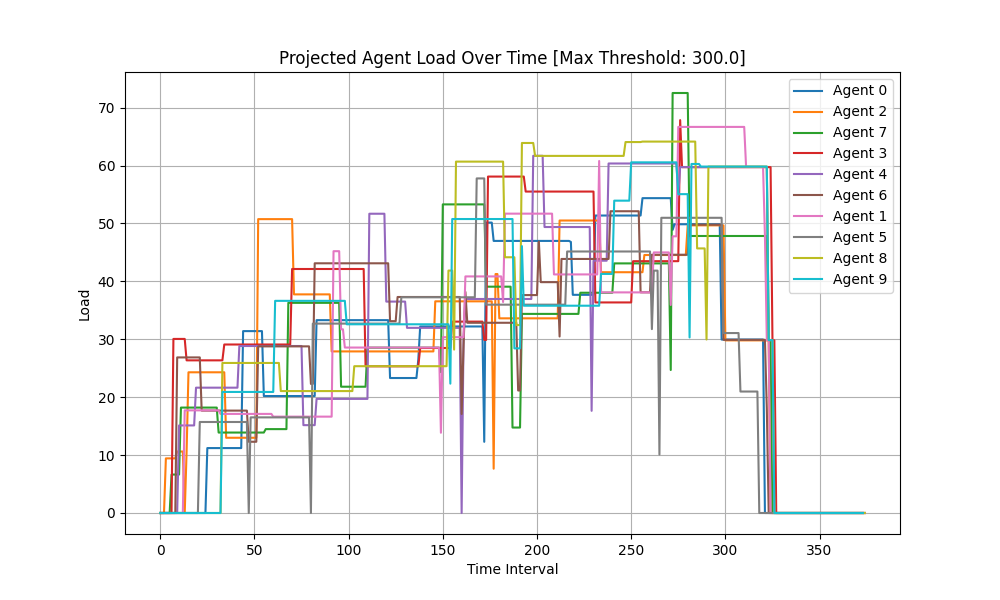 Projected Agent Load Over Time [Max Threshold: 300.0]
Load
70
60
50
40
30
20
10
0
Agent 0
Agent 2
Agent 7
Agent 3
Agent 4
Agent 6
Agent 1
Agent 5
Agent 8
Agent 9
0 50 100 150 200 250 300 350
Time Interval